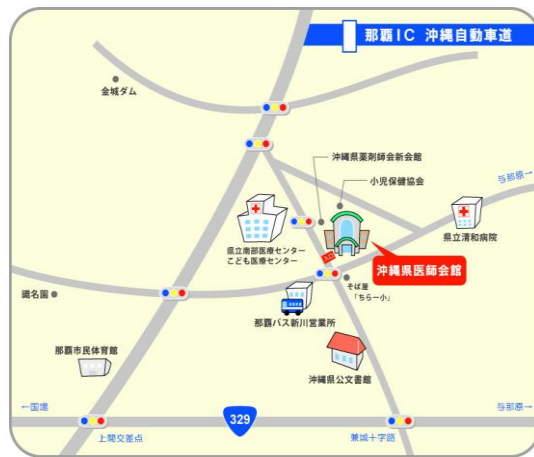 那覇IC 沖縄自動車道
金城ダム
沖縄県薬剤師会新会館
小児保健協会
与那原→
県立清和病院
県立南部医療センター
こども医療センター
入口
沖縄県医師会館
識名園
そば屋
「ちらー小」
那覇バス新川営業所
那覇市民体育館
沖縄県公文書館
←国場
329
与那原→
上間交差点
兼城十字路